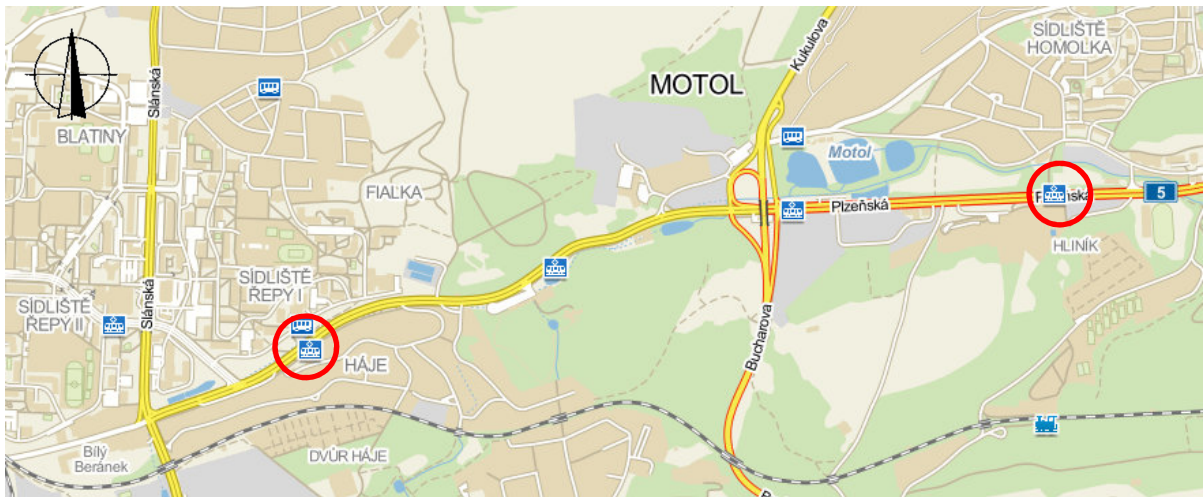 SÍDLIŠTĚ
HOMOLKA
Kukulova
MOTOL
Slánská
BLATINY
Motol
FIALKA
Plzeňská
5
HLINÍK
SÍDLIŠTĚ
ŘEPY I
SÍDLIŠTĚ
ŘEPY II
Slánská
HÁJE
Bucharova
Bílý
Beránek
DVŮR HÁJE